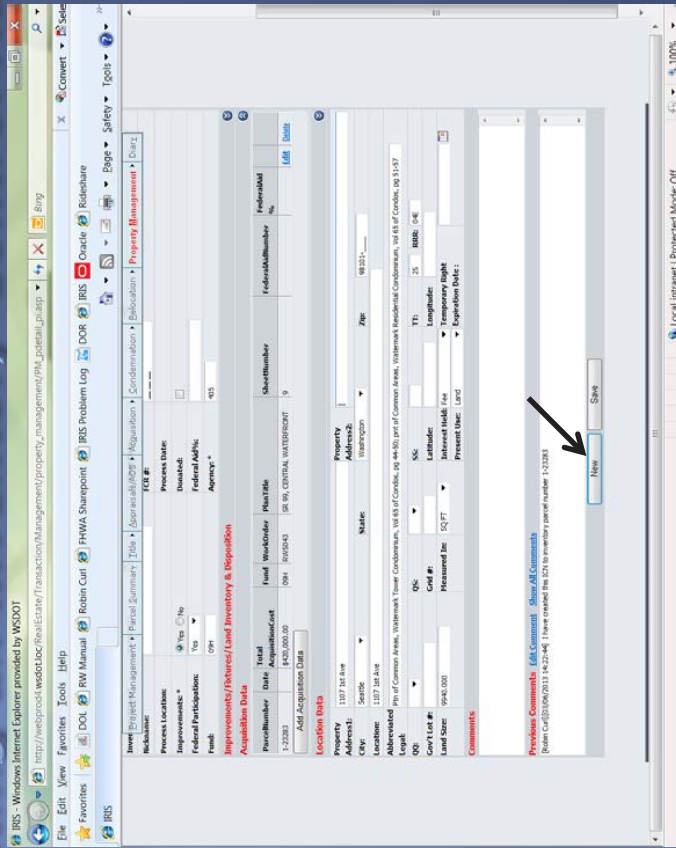 IRIS - Windows Internet Explorer provided by WSDOT
http://webprod4.wsdot.loc/RealEstate/Transaction/Management/property_management/PM_pdetail_pi.asp
Bing
File Edit View Favorites Tools Help
Convert Sele
Favorites DOL RW Manual Robin Curl FHWA Sharepoint IRIS Problem Log DOR IRIS Oracle Rideshare
IRIS
Page Safety Tools
Project Management Parcel Summary Title Appraisals/AOS Acquisition Condemnation Relocation Property Management Diary
Inver
Nickname: FCR #:
Process Location: Process Date:
Improvements: * Yes No Donated:
Federal Participation: Yes Federal Aid%:
Fund: 09H Agency: * 405
Improvements/Fixtures/Land Inventory & Disposition
Acquisition Data
ParcelNumber Date Total AcquisitionCost Fund WorkOrder PlanTitle SheetNumber FederalAidNumber FederalAid %
1-23283 $420,000.00 09H RW5043 SR 99, CENTRAL WATERFRONT 9 Edit Delete
Add Acquisition Data
Location Data
Property Address1: 1107 1st Ave Property Address2:
City: Seattle State: Washington Zip: 98101-____
Location: 1107 1st Ave
Abbreviated Legal: Ptn of Common Areas, Watermark Tower Condominium, Vol 65 of Condos, pg 44-50; pnt of Common Areas, Watermark Residential Condominium, Vol 65 of Condos, pg 51-57
QQ: QS: SS: TT: 25 RRR: 04E
Gov't Lot #: Grid #: Latitude: Longitude:
Land Size: 9940.000 Measured In: SQ FT Interest Held: Fee Temporary Right Expiration Date :
Present Use: Land
Comments
Previous Comments Edit Comment Show All Comments
[Robin Curl][03/06/2013 14:22:44] I have created this ICN to inventory parcel number 1-23283
New Save
Local intranet | Protected Mode: Off
100%